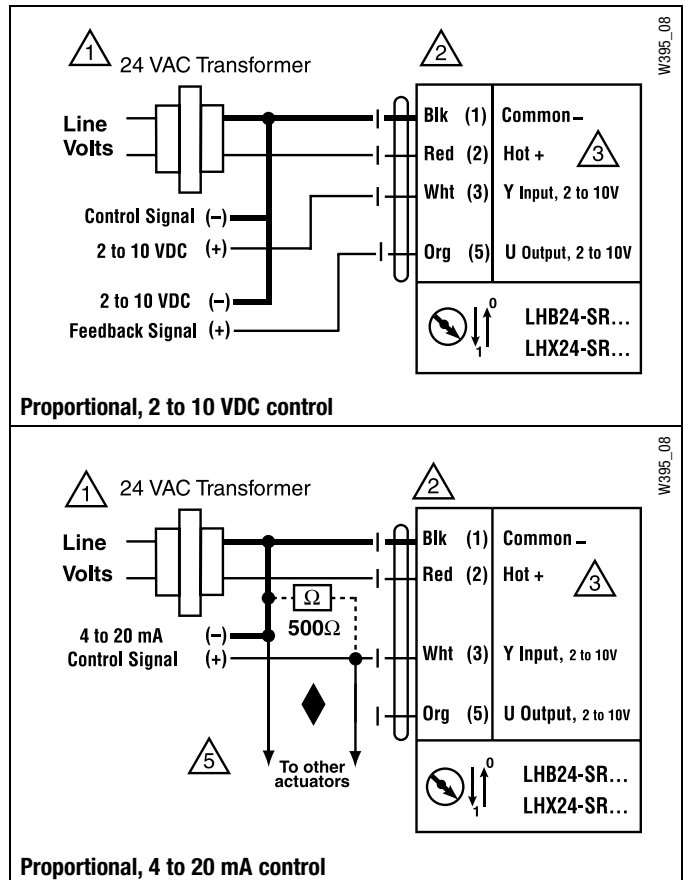 W395_08
1 24 VAC Transformer 2
Line
Volts
Blk (1) Common –
Red (2) Hot + 3
Wht (3) Y Input, 2 to 10V
Org (5) U Output, 2 to 10V
Control Signal (–)
2 to 10 VDC (+)
2 to 10 VDC (–)
Feedback Signal (+)
0
1
LHB24-SR...
LHX24-SR...
Proportional, 2 to 10 VDC control
W395_08
1 24 VAC Transformer 2
Line
Volts
Blk (1) Common –
Red (2) Hot + 3
Ω
500Ω
4 to 20 mA (–)
Control Signal (+)
Wht (3) Y Input, 2 to 10V
Org (5) U Output, 2 to 10V
5
To other
actuators
0
1
LHB24-SR...
LHX24-SR...
Proportional, 4 to 20 mA control